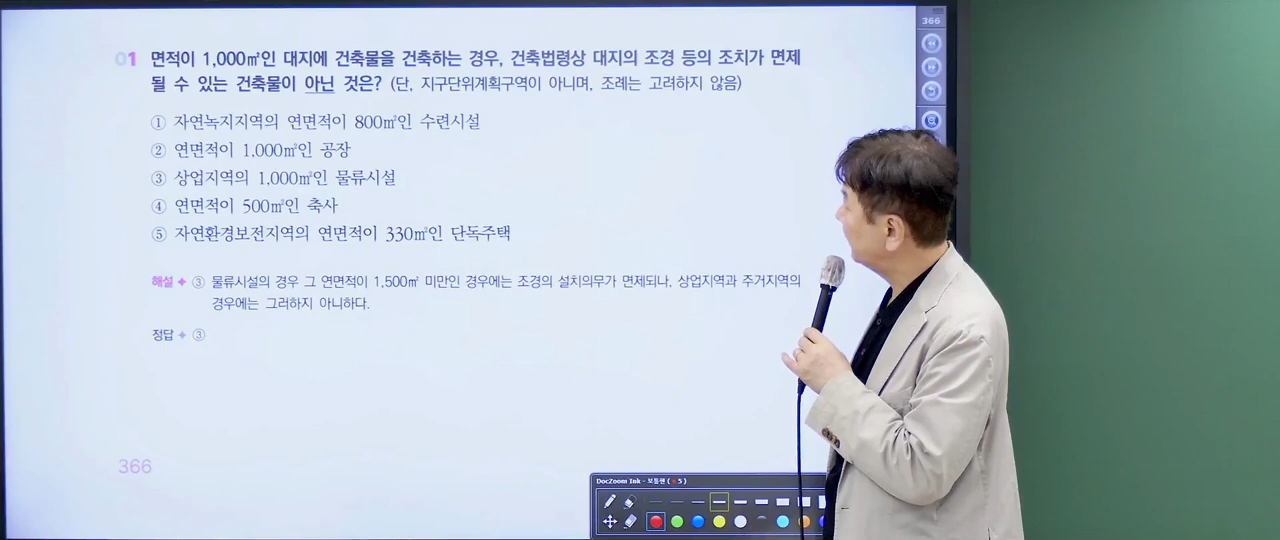 366
01 면적이 1,000㎡인 대지에 건축물을 건축하는 경우, 건축법령상 대지의 조경 등의 조치가 면제
될 수 있는 건축물이 아닌 것은? (단, 지구단위계획구역이 아니며, 조례는 고려하지 않음)
① 자연녹지지역의 연면적이 800㎡인 수련시설
② 연면적이 1,000㎡인 공장
③ 상업지역의 1,000㎡인 물류시설
④ 연면적이 500㎡인 축사
⑤ 자연환경보전지역의 연면적이 330㎡인 단독주택
해설 ✦ ③ 물류시설의 경우 그 연면적이 1,500㎡ 미만인 경우에는 조경의 설치의무가 면제되나, 상업지역과 주거지역의
경우에는 그러하지 아니하다.
정답 ✦ ③
366
DocZoom Ink - 보통펜 ( 5 )